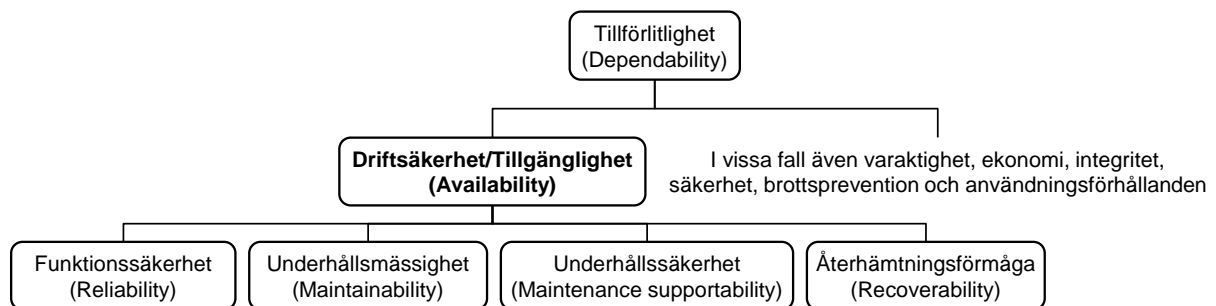 Tillförlitlighet
(Dependability)
Driftsäkerhet/Tillgänglighet
(Availability)
I vissa fall även varaktighet, ekonomi, integritet,
säkerhet, brottsprevention och användningsförhållanden
Funktionssäkerhet
(Reliability)
Underhållsmässighet
(Maintainability)
Underhållssäkerhet
(Maintenance supportability)
Återhämtningsförmåga
(Recoverability)